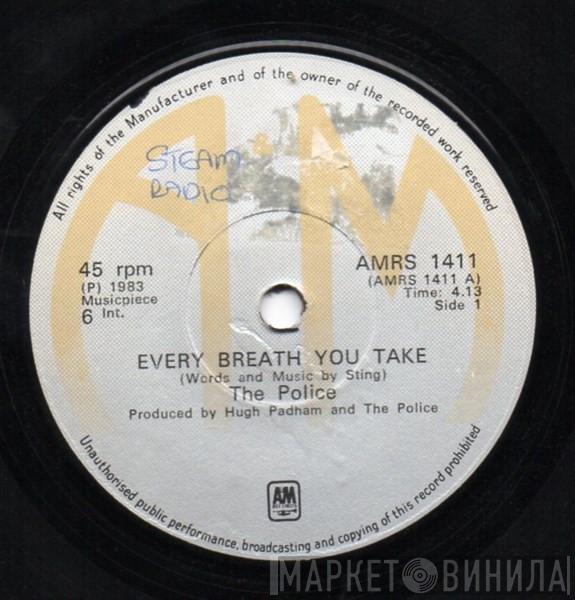 All rights of the Manufacturer and of the owner of the recorded work reserved
STEAM
RADIO
45 rpm
(P) 1983
Musicpiece
6 Int.
AMRS 1411
(AMRS 1411 A)
Time: 4.13
Side 1
EVERY BREATH YOU TAKE
(Words and Music by Sting)
The Police
Produced by Hugh Padham and The Police
A&M
Unauthorised public performance, broadcasting and copying of this record prohibited
МАРКЕТ ВИНИЛА